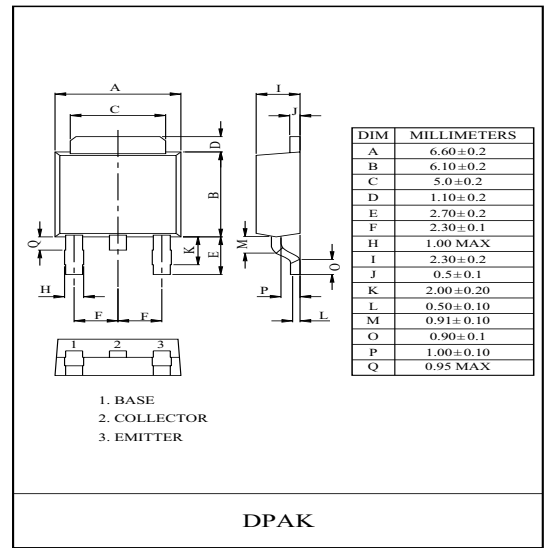 A
C
I
J
D
B
Q
K
E
M
O
H
P
F F
L
1 2 3
1. BASE
2. COLLECTOR
3. EMITTER
DIM MILLIMETERS
A 6.60±0.2
B 6.10±0.2
C 5.0±0.2
D 1.10±0.2
E 2.70±0.2
F 2.30±0.1
H 1.00 MAX
I 2.30±0.2
J 0.5±0.1
K 2.00±0.20
L 0.50±0.10
M 0.91±0.10
O 0.90±0.1
P 1.00±0.10
Q 0.95 MAX
DPAK